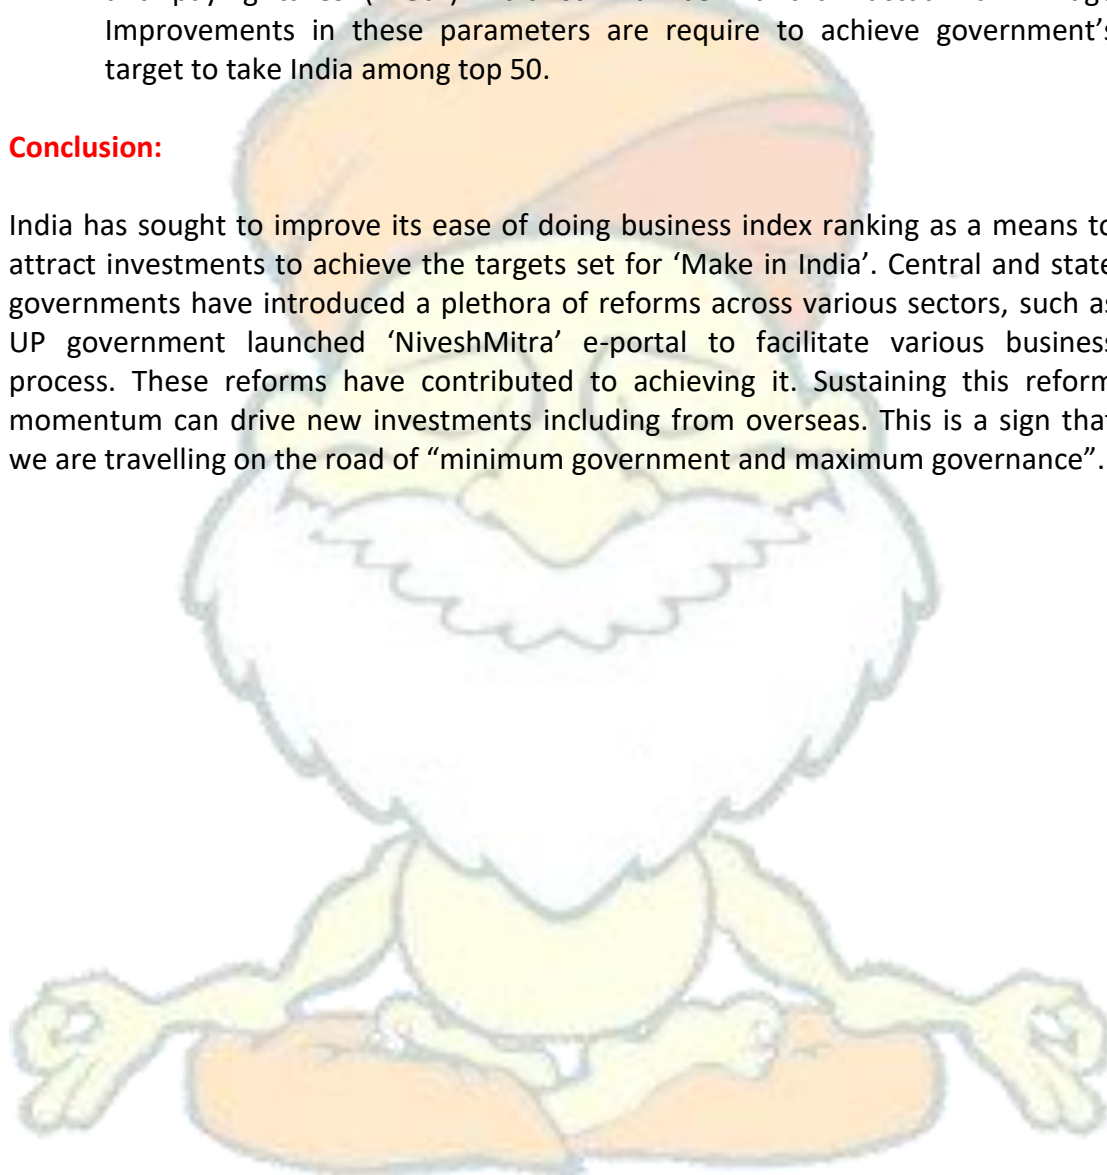 Improvements in these parameters are require to achieve government's
target to take India among top 50.
Conclusion:
India has sought to improve its ease of doing business index ranking as a means to
attract investments to achieve the targets set for ‘Make in India’. Central and state
governments have introduced a plethora of reforms across various sectors, such as
UP government launched ‘NiveshMitra’ e-portal to facilitate various business
process. These reforms have contributed to achieving it. Sustaining this reform
momentum can drive new investments including from overseas. This is a sign that
we are travelling on the road of “minimum government and maximum governance”.